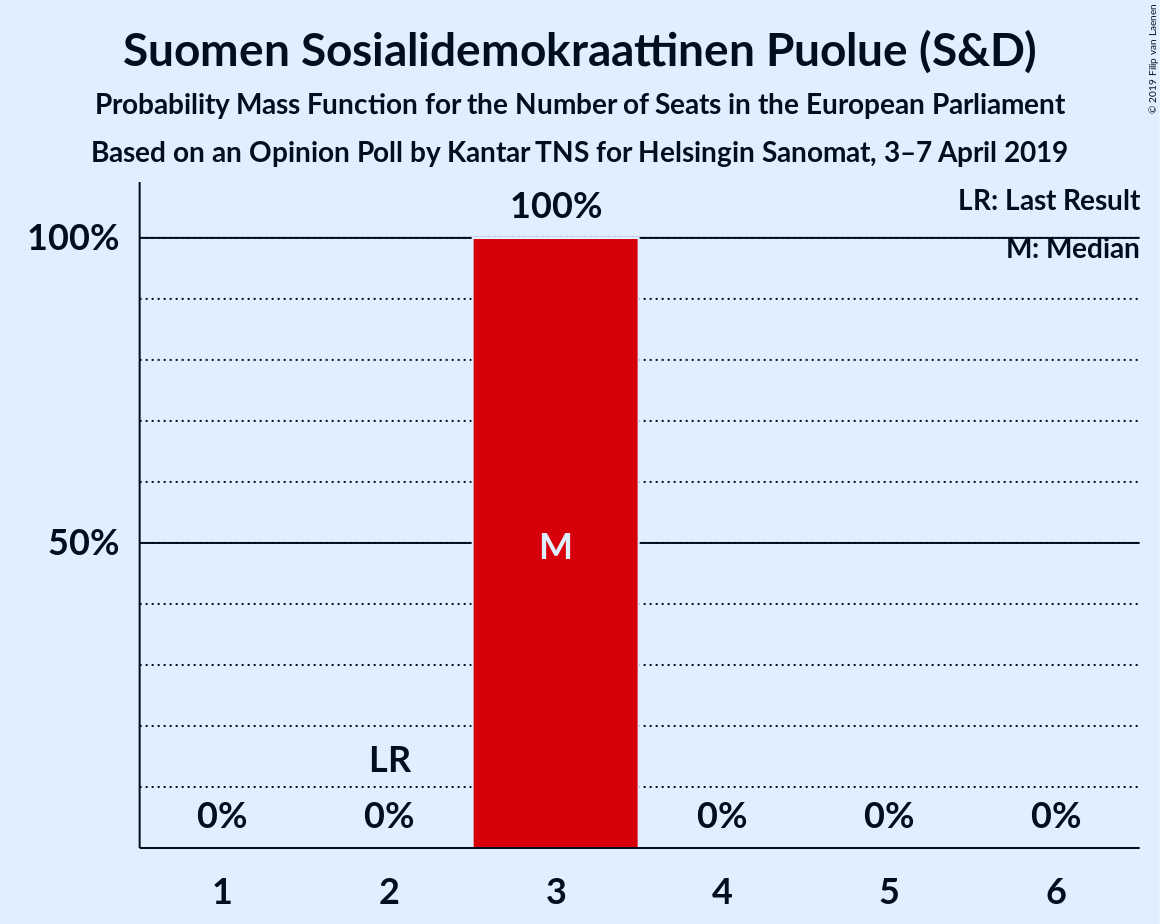 Suomen Sosialidemokraattinen Puolue (S&D)
Probability Mass Function for the Number of Seats in the European Parliament
Based on an Opinion Poll by Kantar TNS for Helsingin Sanomat, 3–7 April 2019
© 2019 Filip van Laenen
LR: Last Result
M: Median
100%
100%
50%
M
LR
0% 0% 0% 0% 0%
1 2 3 4 5 6